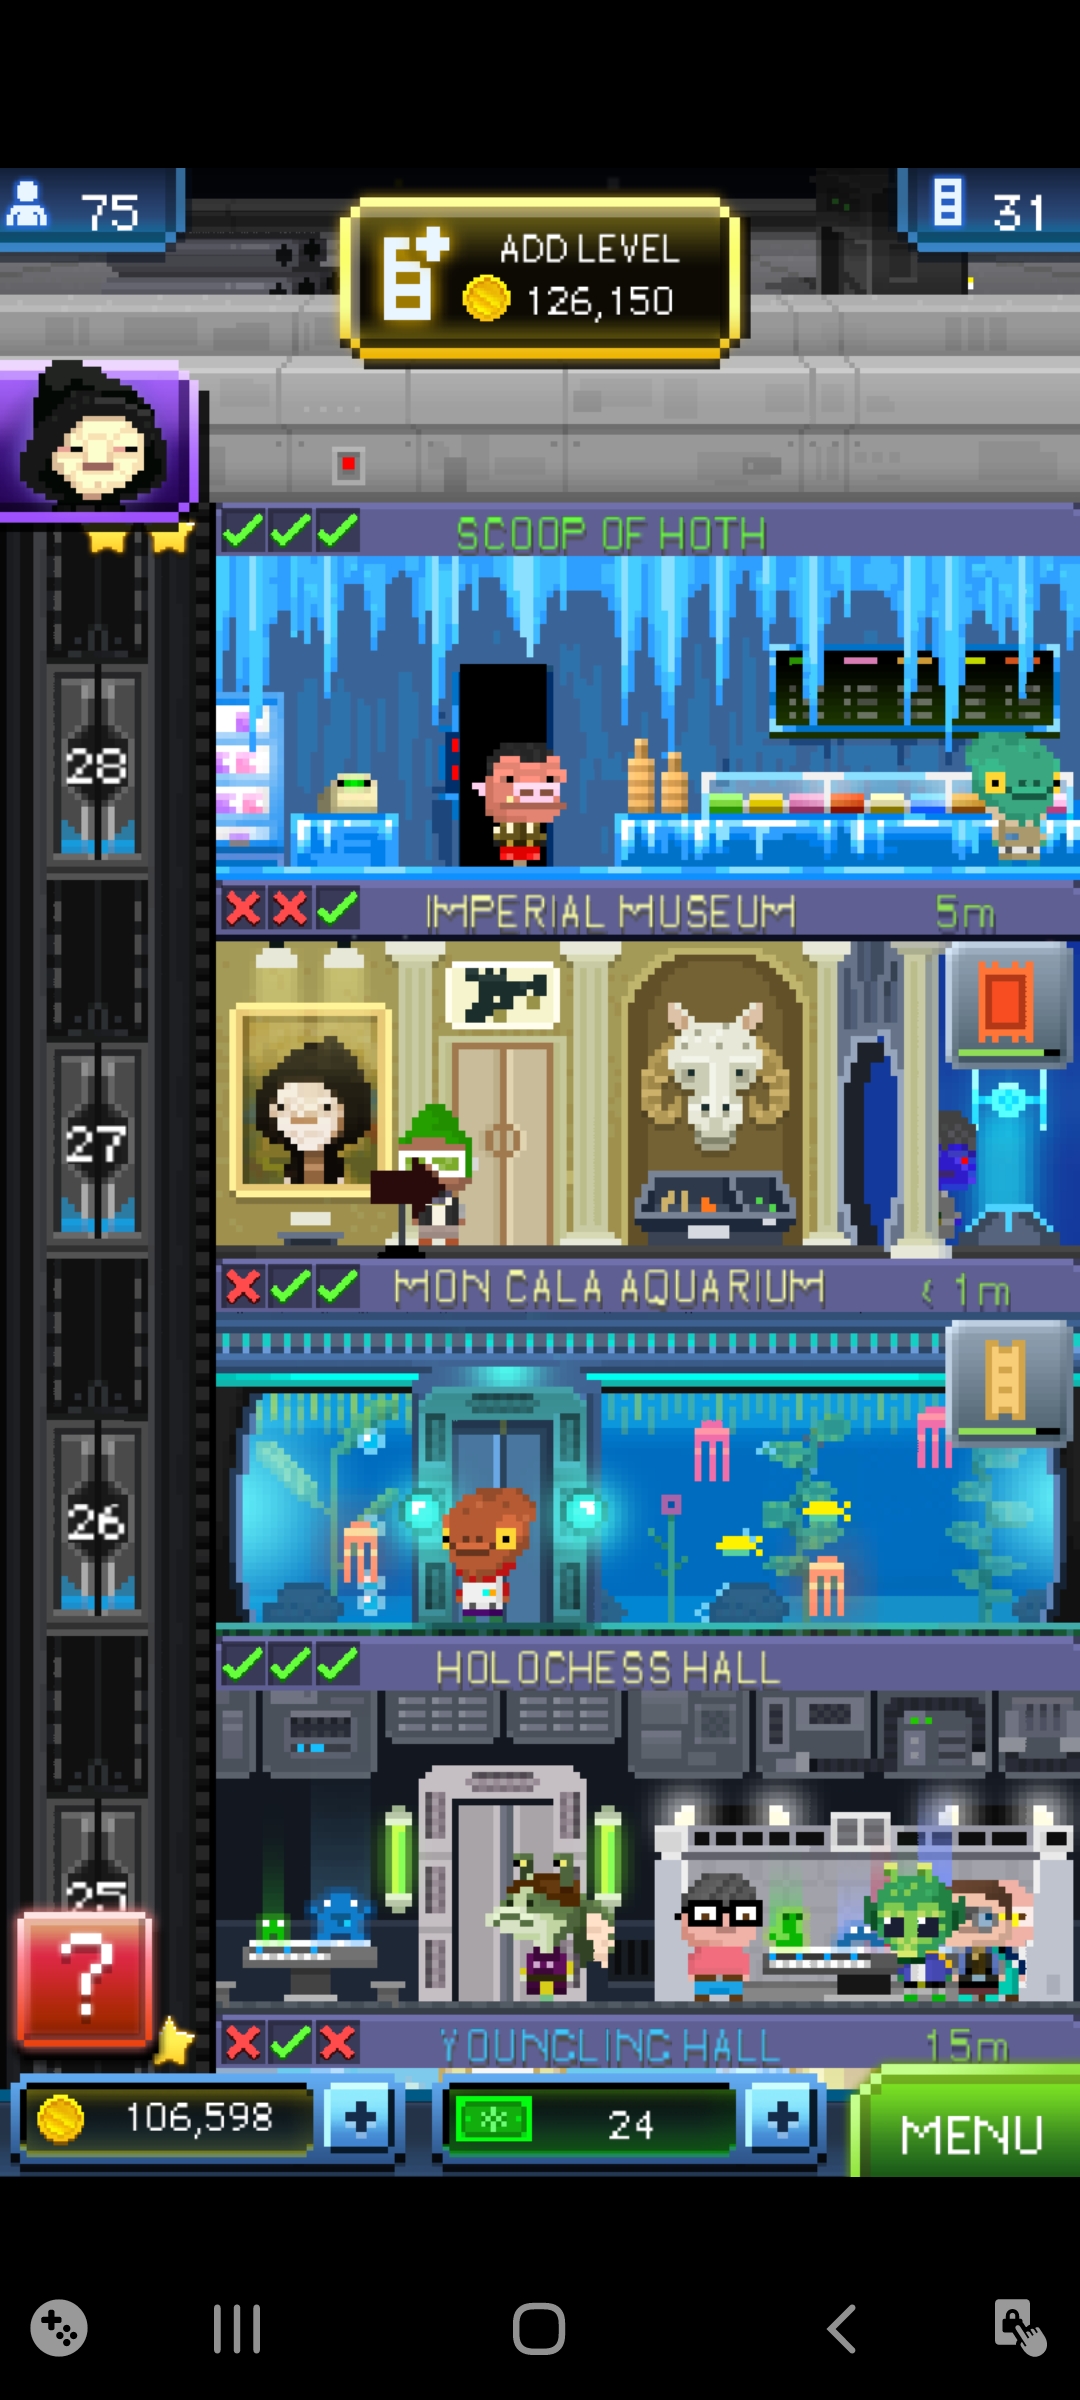 75
ADD LEVEL
126,150
31
SCOOP OF HOTH
28
IMPERIAL MUSEUM 5m
27
MON CALA AQUARIUM < 1m
26
HOLOCHESS HALL
25
?
YOUNGLING HALL 15m
106,598 +
24 +
MENU